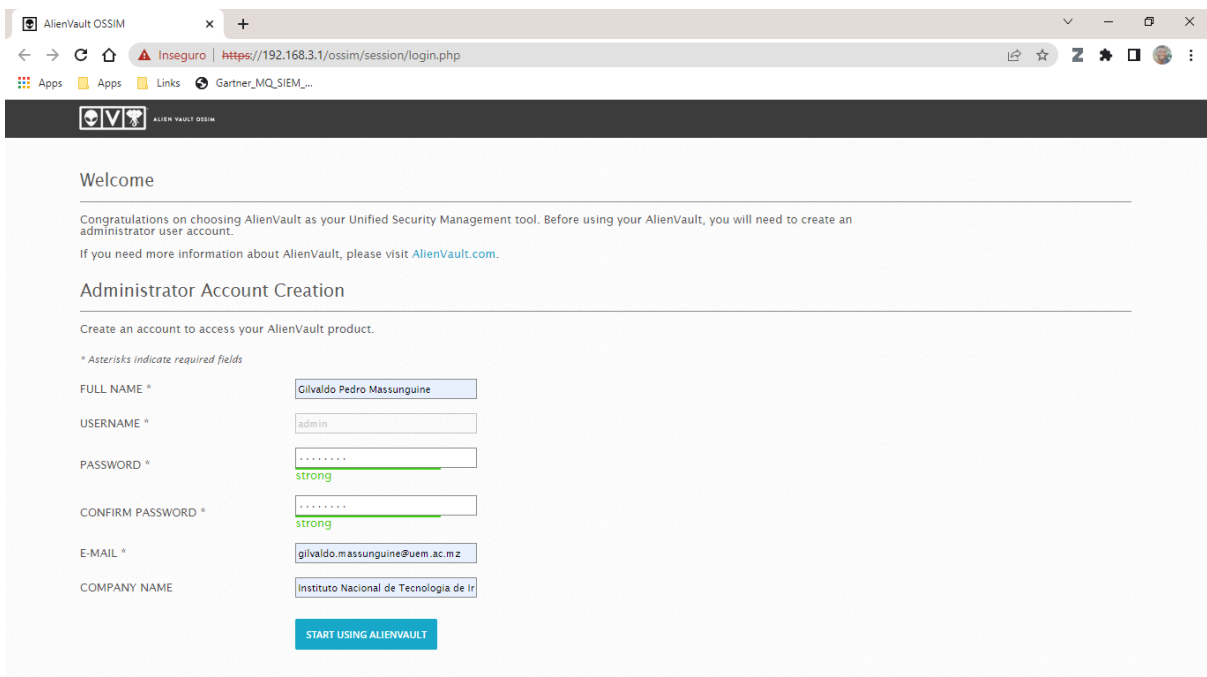 AlienVault OSSIM
Inseguro | https://192.168.3.1/ossim/session/login.php
Apps Apps Links Gartner_MQ_SIEM_...
ALIEN VAULT OSSIM
Welcome
Congratulations on choosing AlienVault as your Unified Security Management tool. Before using your AlienVault, you will need to create an
administrator user account.
If you need more information about AlienVault, please visit AlienVault.com.
Administrator Account Creation
Create an account to access your AlienVault product.
* Asterisks indicate required fields
FULL NAME * Gilvaldo Pedro Massunguine
USERNAME * admin
PASSWORD * ........
strong
CONFIRM PASSWORD * ........
strong
E-MAIL * gilvaldo.massunguine@uem.ac.mz
COMPANY NAME Instituto Nacional de Tecnologia de Ir
START USING ALIENVAULT